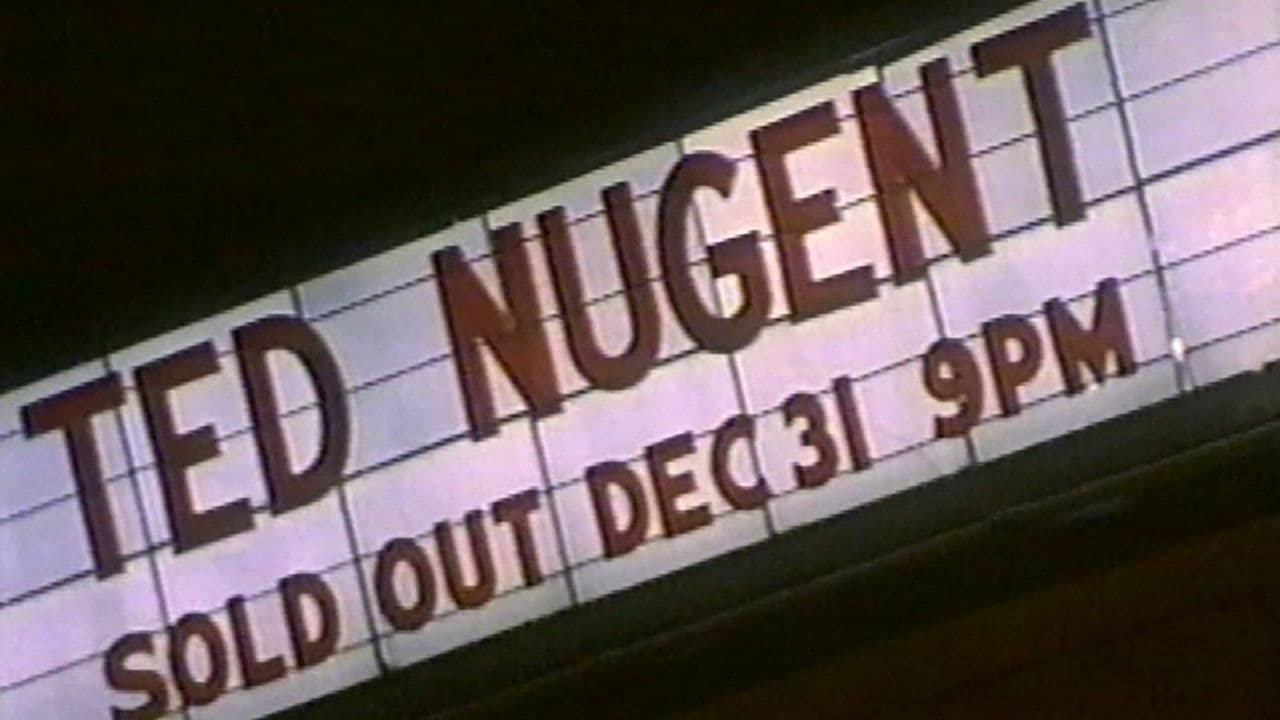 TED NUGENT
SOLD OUT DEC 31 9PM